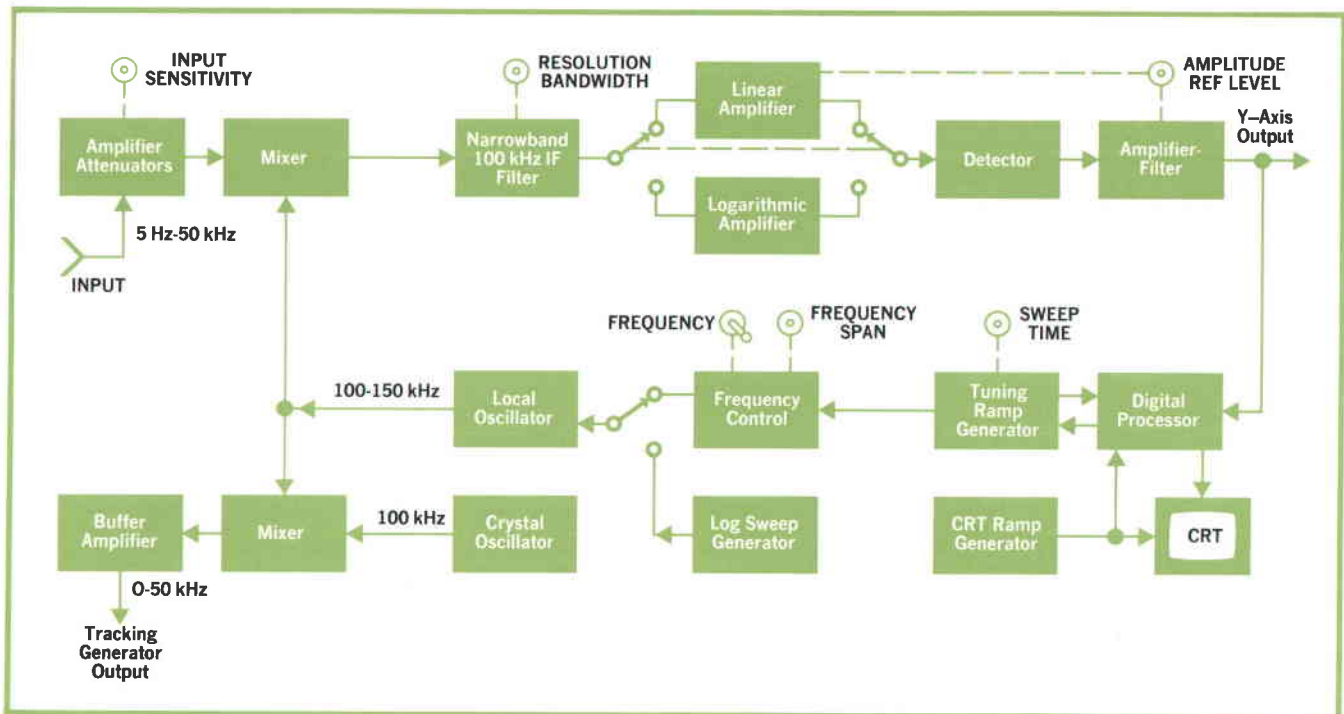 INPUT
SENSITIVITY
RESOLUTION
BANDWIDTH
AMPLITUDE
REF LEVEL
Amplifier
Attenuators
Mixer
Narrowband
100 kHz IF
Filter
Linear
Amplifier
Logarithmic
Amplifier
Detector
Amplifier-
Filter
Y–Axis
Output
5 Hz-50 kHz
INPUT
FREQUENCY
FREQUENCY
SPAN
SWEEP
TIME
100-150 kHz
Local
Oscillator
Frequency
Control
Tuning
Ramp
Generator
Digital
Processor
Buffer
Amplifier
Mixer
100 kHz
Crystal
Oscillator
Log Sweep
Generator
CRT Ramp
Generator
CRT
O-50 kHz
Tracking
Generator
Output